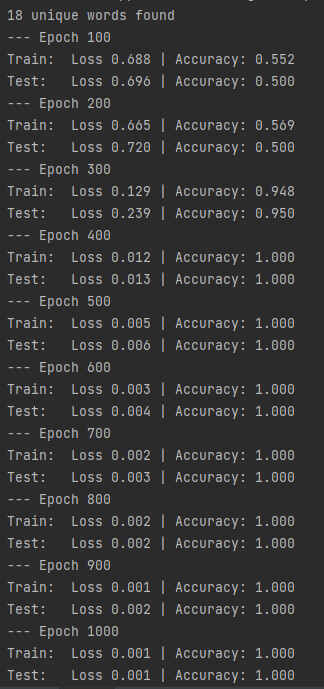 18 unique words found
--- Epoch 100
Train:  Loss 0.688 | Accuracy: 0.552
Test:   Loss 0.696 | Accuracy: 0.500
--- Epoch 200
Train:  Loss 0.665 | Accuracy: 0.569
Test:   Loss 0.720 | Accuracy: 0.500
--- Epoch 300
Train:  Loss 0.129 | Accuracy: 0.948
Test:   Loss 0.239 | Accuracy: 0.950
--- Epoch 400
Train:  Loss 0.012 | Accuracy: 1.000
Test:   Loss 0.013 | Accuracy: 1.000
--- Epoch 500
Train:  Loss 0.005 | Accuracy: 1.000
Test:   Loss 0.006 | Accuracy: 1.000
--- Epoch 600
Train:  Loss 0.003 | Accuracy: 1.000
Test:   Loss 0.004 | Accuracy: 1.000
--- Epoch 700
Train:  Loss 0.002 | Accuracy: 1.000
Test:   Loss 0.003 | Accuracy: 1.000
--- Epoch 800
Train:  Loss 0.002 | Accuracy: 1.000
Test:   Loss 0.002 | Accuracy: 1.000
--- Epoch 900
Train:  Loss 0.001 | Accuracy: 1.000
Test:   Loss 0.002 | Accuracy: 1.000
--- Epoch 1000
Train:  Loss 0.001 | Accuracy: 1.000
Test:   Loss 0.001 | Accuracy: 1.000